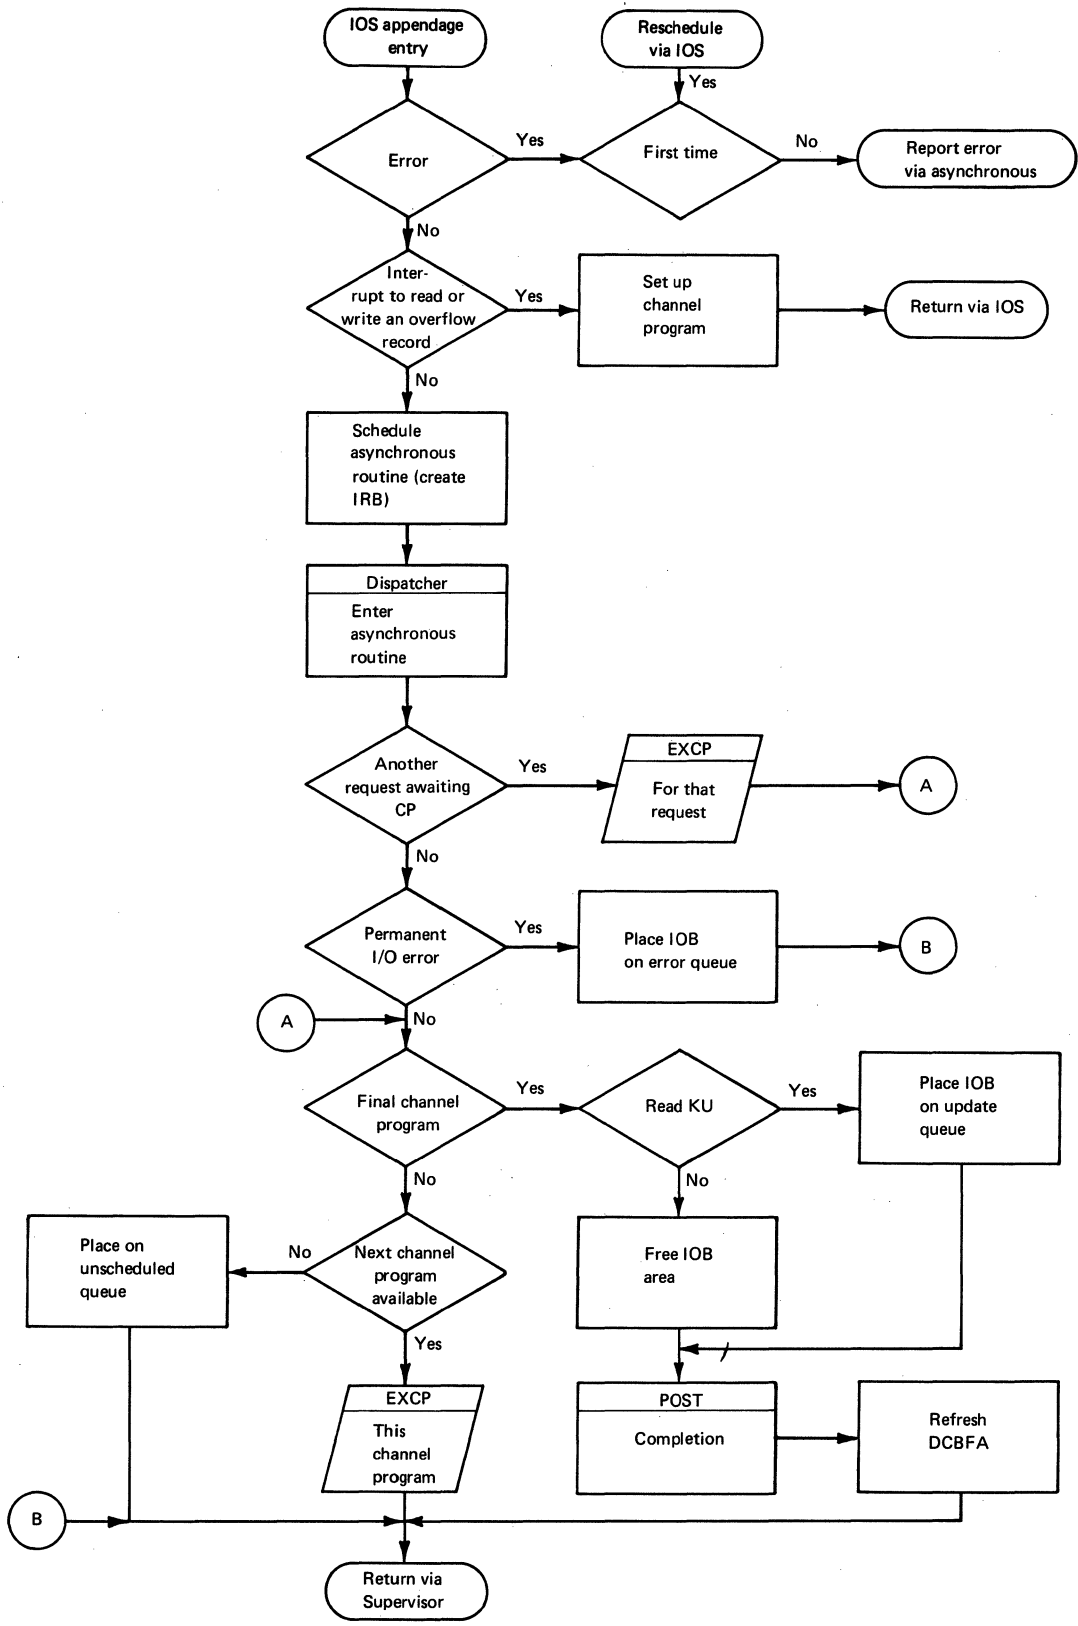 IOS appendage
entry
Reschedule
via IOS
Yes
Error
Yes
First time
No
Report error
via asynchronous
No
Inter-
rupt to read or
write an overflow
record
Yes
Set up
channel
program
Return via IOS
No
Schedule
asynchronous
routine (create
IRB)
Dispatcher
Enter
asynchronous
routine
Another
request awaiting
CP
Yes
EXCP
For that
request
A
No
Permanent
I/O error
Yes
Place IOB
on error queue
B
A
No
Final channel
program
Yes
Read KU
Yes
Place IOB
on update
queue
No
No
Place on
unscheduled
queue
No
Next channel
program
available
Free IOB
area
Yes
EXCP
This
channel
program
POST
Completion
Refresh
DCBFA
B
Return via
Supervisor